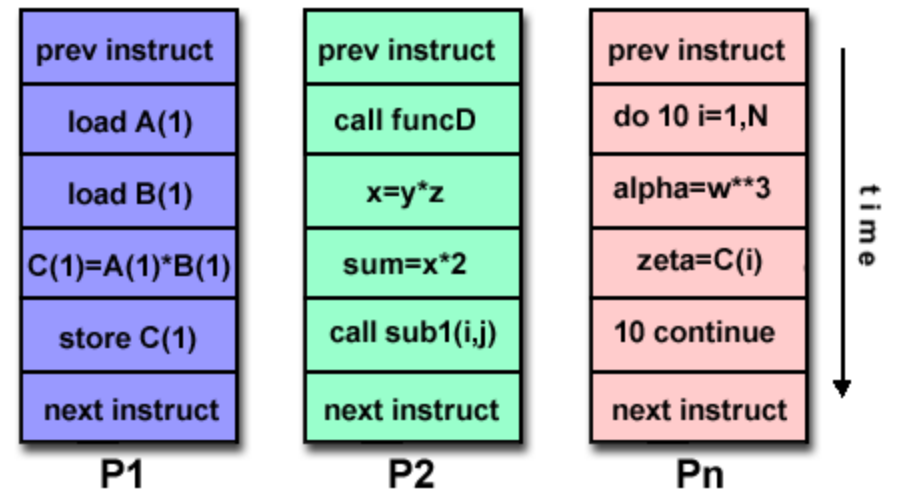 prev instruct
load A(1)
load B(1)
C(1)=A(1)*B(1)
store C(1)
next instruct
P1
prev instruct
call funcD
x=y*z
sum=x*2
call sub1(i,j)
next instruct
P2
prev instruct
do 10 i=1,N
alpha=w**3
zeta=C(i)
10 continue
next instruct
Pn
time